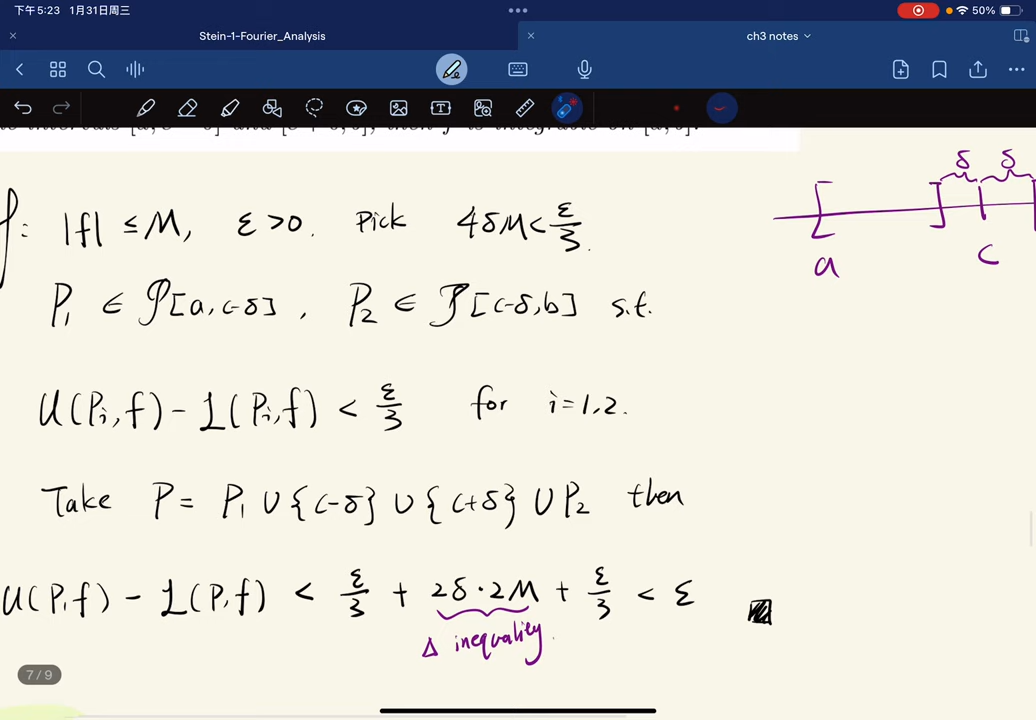 下午5:23 1月31日周三
50%
Stein-1-Fourier_Analysis
ch3 notes
f: |f| ≤ M, ε>0. Pick 4δM < ε/3.
δ δ
a c
P₁ ∈ 𝒫[a, c-δ], P₂ ∈ 𝒫[c-δ, b] s.t.
U(Pᵢ, f) - L(Pᵢ, f) < ε/3 for i=1,2.
Take P = P₁ ∪ {c-δ} ∪ {c+δ} ∪ P₂ then
U(P, f) - L(P, f) < ε/3 + 2δ·2M + ε/3 < ε
Δ inequality.
7/9